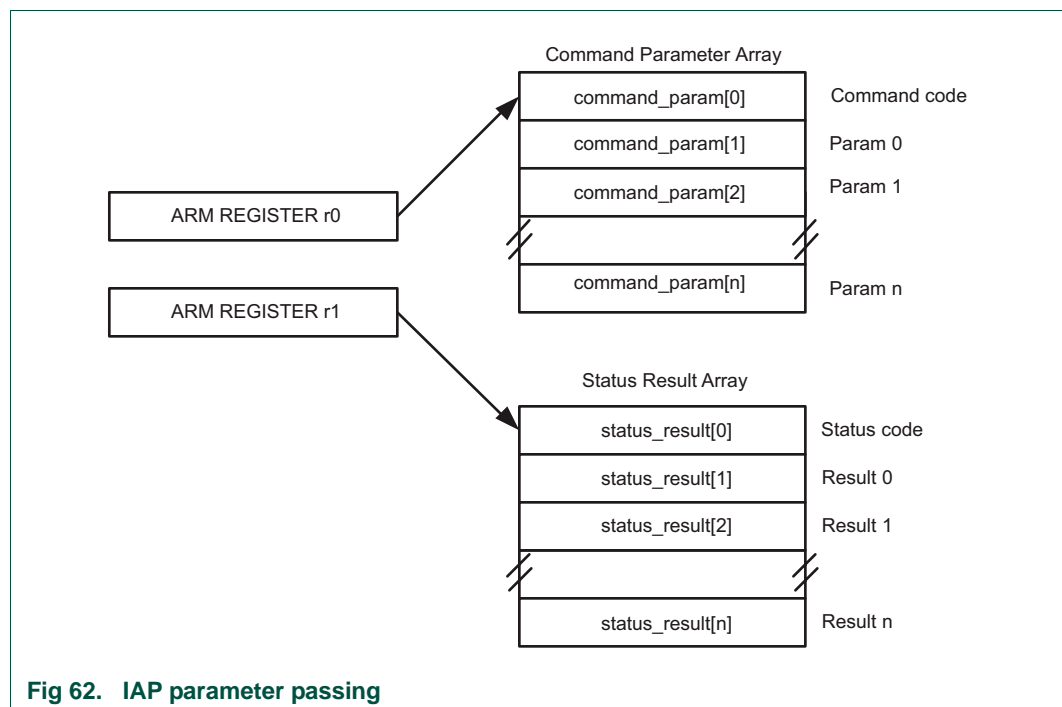 Command Parameter Array
command_param[0] Command code
command_param[1] Param 0
command_param[2] Param 1
ARM REGISTER r0
command_param[n] Param n
ARM REGISTER r1
Status Result Array
status_result[0] Status code
status_result[1] Result 0
status_result[2] Result 1
status_result[n] Result n
Fig 62. IAP parameter passing